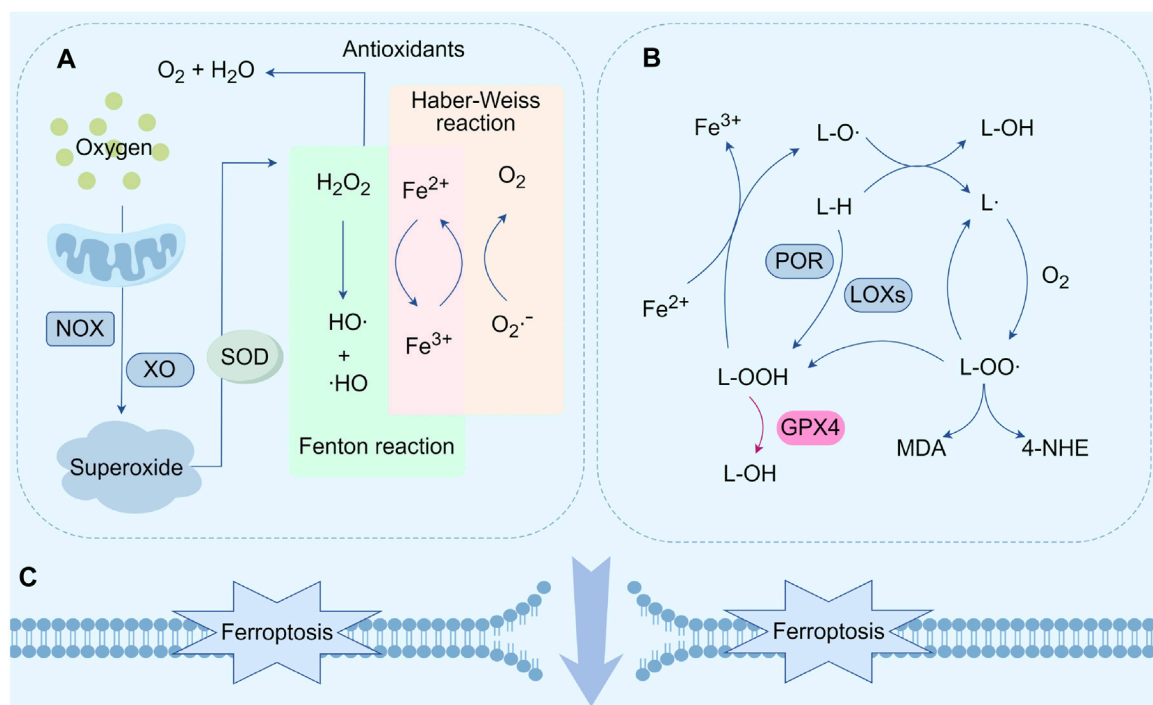 A
Antioxidants
O₂ + H₂O
Oxygen
Haber-Weiss
reaction
H₂O₂
Fe²⁺
O₂
NOX
XO
SOD
HO·
+
·HO
Fe³⁺
O₂·⁻
Fenton reaction
Superoxide
B
Fe³⁺
L-O·
L-OH
L-H
L·
POR
LOXs
O₂
Fe²⁺
L-OOH
L-OO·
GPX4
MDA
4-NHE
L-OH
C
Ferroptosis
Ferroptosis